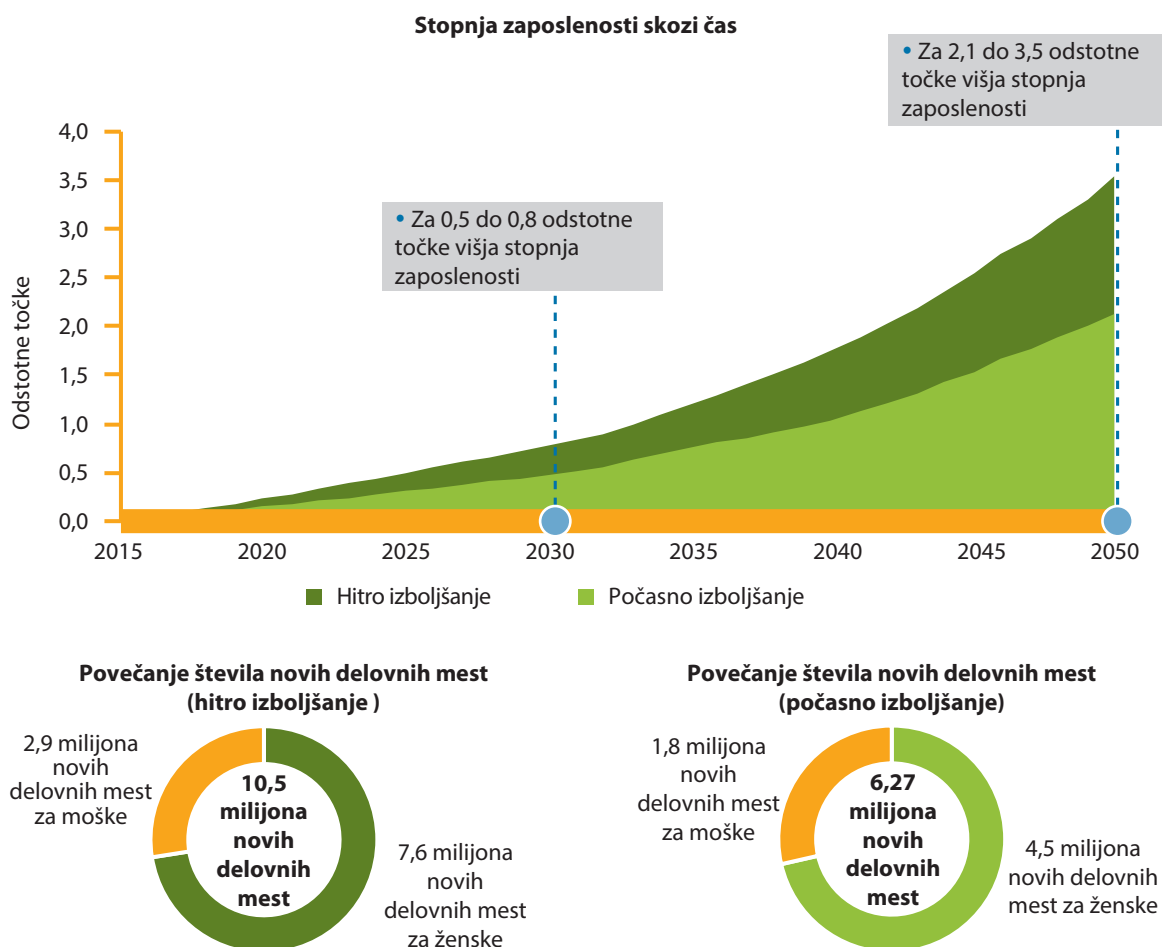 Stopnja zaposlenosti skozi čas
• Za 2,1 do 3,5 odstotne
točke višja stopnja
zaposlenosti
• Za 0,5 do 0,8 odstotne
točke višja stopnja
zaposlenosti
Odstotne točke
4,0
3,5
3,0
2,5
2,0
1,5
1,0
0,5
0,0
2015 2020 2025 2030 2035 2040 2045 2050
Hitro izboljšanje Počasno izboljšanje
Povečanje števila novih delovnih mest
(hitro izboljšanje )
2,9 milijona
novih
delovnih mest
za moške
10,5
milijona
novih
delovnih
mest
7,6 milijona
novih
delovnih mest
za ženske
Povečanje števila novih delovnih mest
(počasno izboljšanje)
1,8 milijona
novih
delovnih mest
za moške
6,27
milijona
novih
delovnih
mest
4,5 milijona
novih delovnih
mest za ženske